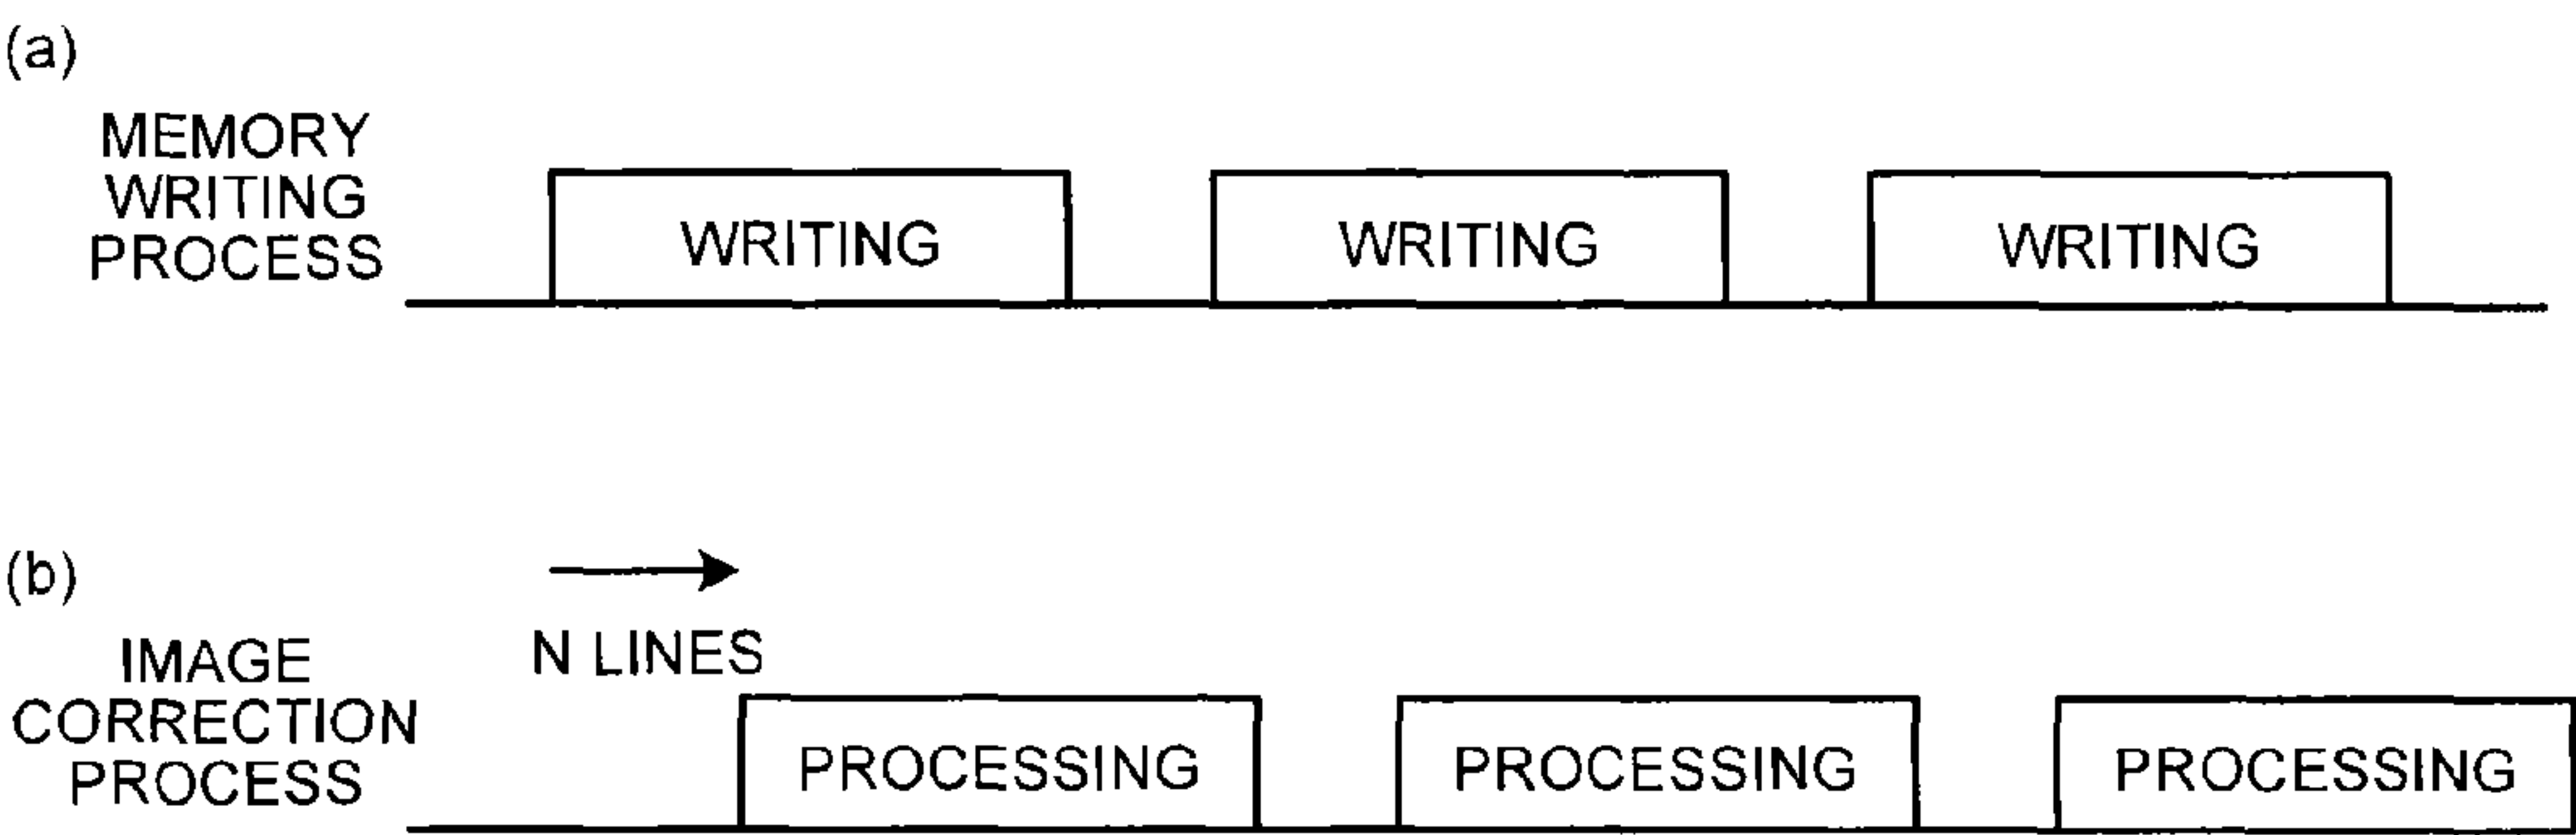 (a)
MEMORY
WRITING
PROCESS
WRITING WRITING WRITING
(b)
N LINES
IMAGE
CORRECTION
PROCESS
PROCESSING PROCESSING PROCESSING